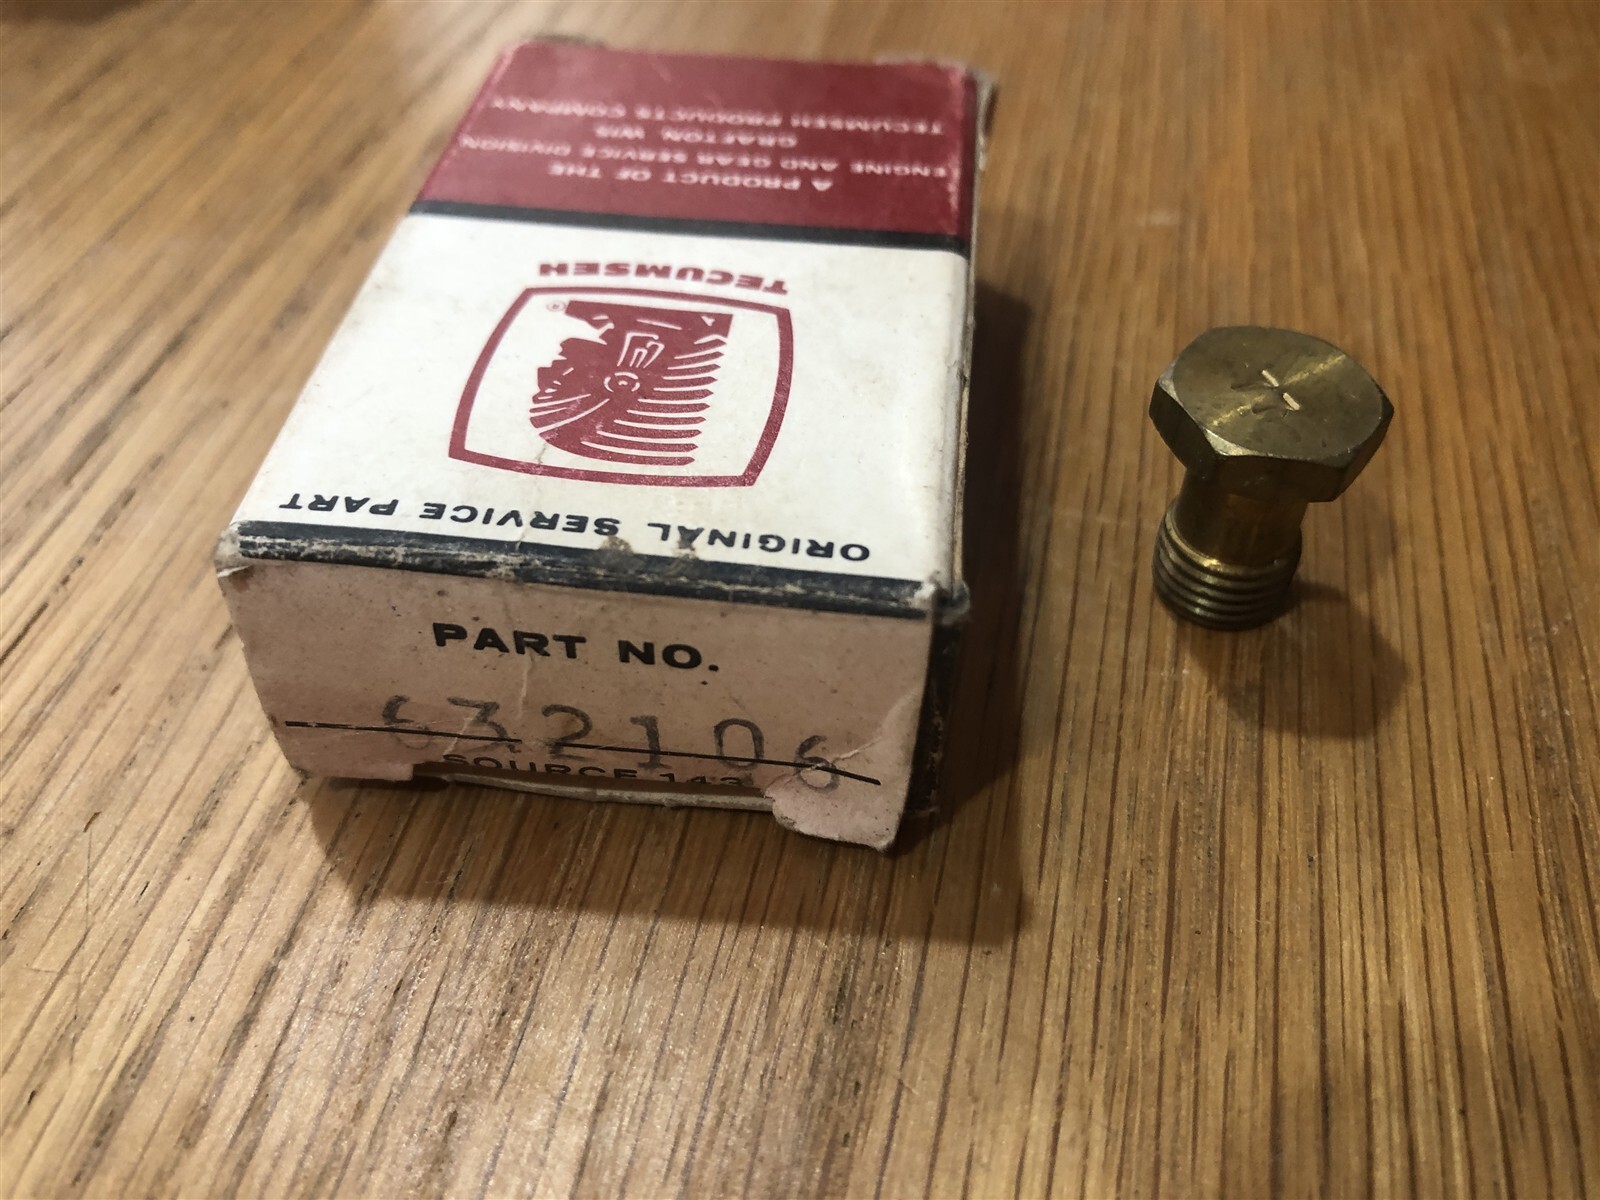 A PRODUCT OF THE
ENGINE AND GEAR SERVICE DIVISION
GRAFTON WIS.
TECUMSEH PRODUCTS COMPANY
TECUMSEH
®
ORIGINAL SERVICE PART
PART NO.
632106
SOURCE 143